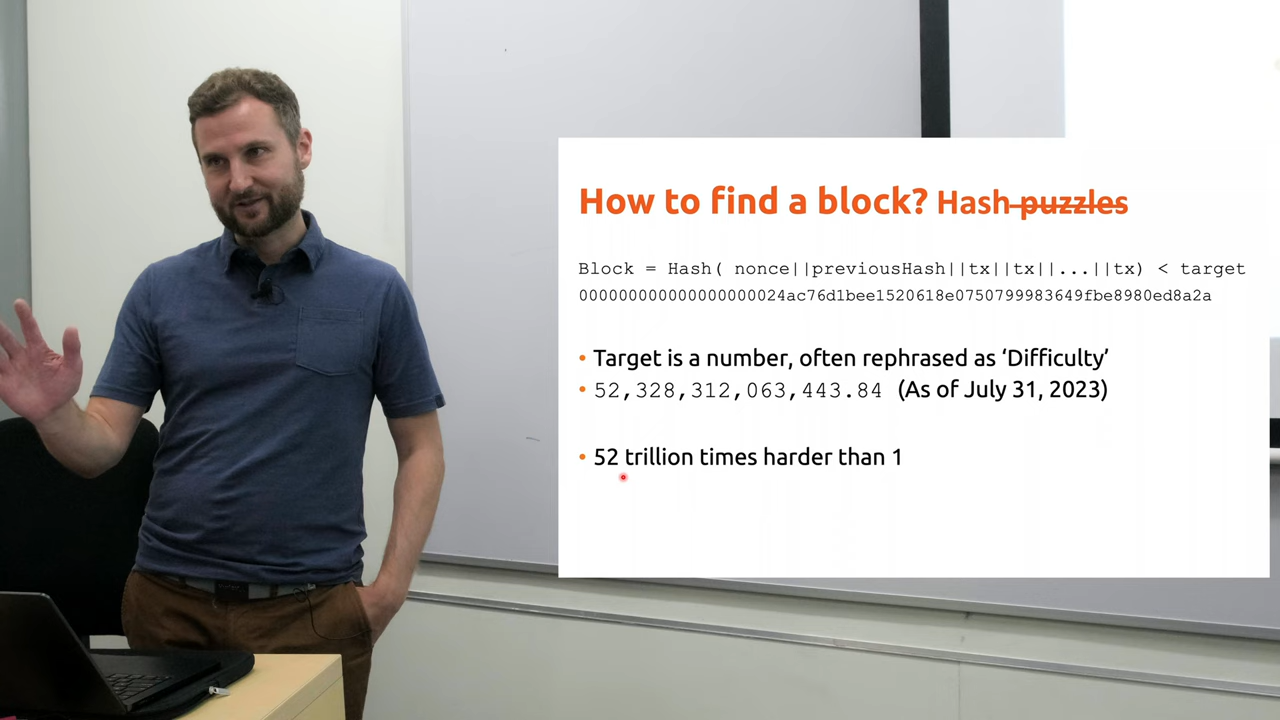 How to find a block? Hash puzzles
Block = Hash( nonce||previousHash||tx||tx||...||tx) < target
0000000000000000000024ac76d1bee1520618e0750799983649fbe8980ed8a2a
• Target is a number, often rephrased as ‘Difficulty’
• 52,328,312,063,443.84 (As of July 31, 2023)
• 52 trillion times harder than 1